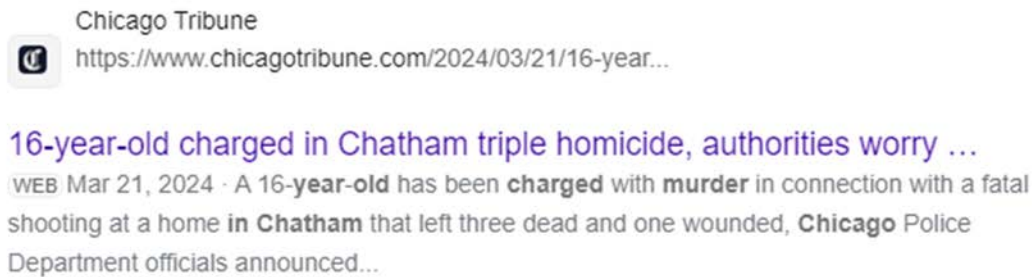 Chicago Tribune
https://www.chicagotribune.com/2024/03/21/16-year...
16-year-old charged in Chatham triple homicide, authorities worry ...
WEB Mar 21, 2024 · A 16-year-old has been charged with murder in connection with a fatal
shooting at a home in Chatham that left three dead and one wounded, Chicago Police
Department officials announced...